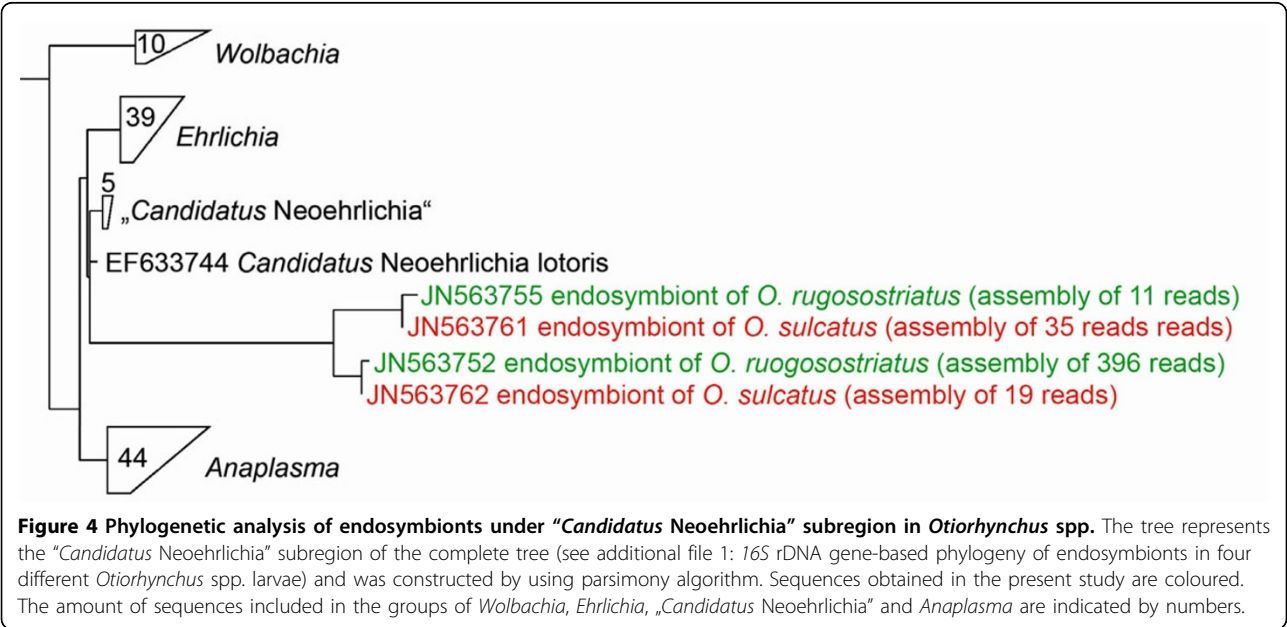 10 Wolbachia
39
Ehrlichia
5
„Candidatus Neoehrlichia“
EF633744 Candidatus Neoehrlichia lotoris
JN563755 endosymbiont of O. rugosostriatus (assembly of 11 reads)
JN563761 endosymbiont of O. sulcatus (assembly of 35 reads reads)
JN563752 endosymbiont of O. ruogosostriatus (assembly of 396 reads)
JN563762 endosymbiont of O. sulcatus (assembly of 19 reads)
44 Anaplasma
Figure 4 Phylogenetic analysis of endosymbionts under “Candidatus Neoehrlichia” subregion in Otiorhynchus spp. The tree represents
the “Candidatus Neoehrlichia” subregion of the complete tree (see additional file 1: 16S rDNA gene-based phylogeny of endosymbionts in four
different Otiorhynchus spp. larvae) and was constructed by using parsimony algorithm. Sequences obtained in the present study are coloured.
The amount of sequences included in the groups of Wolbachia, Ehrlichia, „Candidatus Neoehrlichia” and Anaplasma are indicated by numbers.